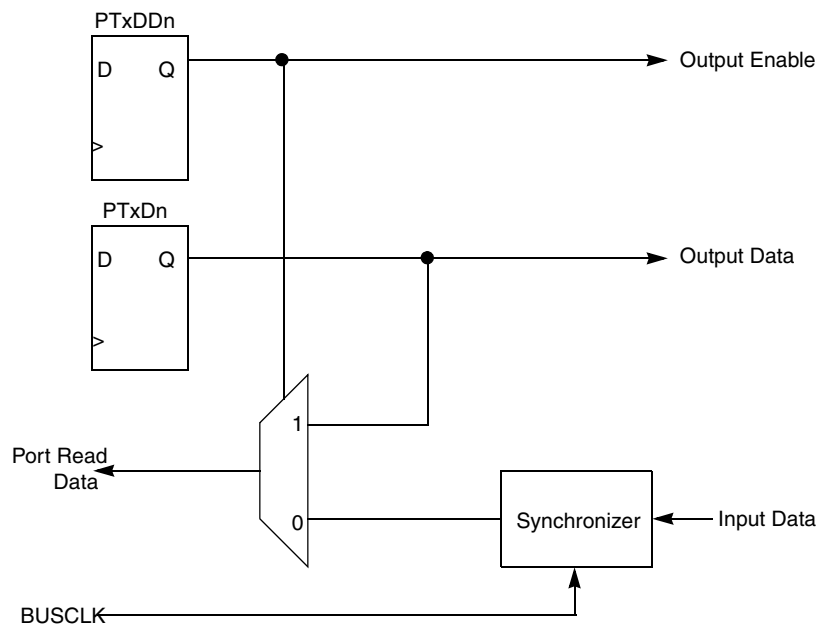 PTxDDn
D Q
>
Output Enable
PTxDn
D Q
>
Output Data
1
Port Read
Data
0
Synchronizer
Input Data
BUSCLK